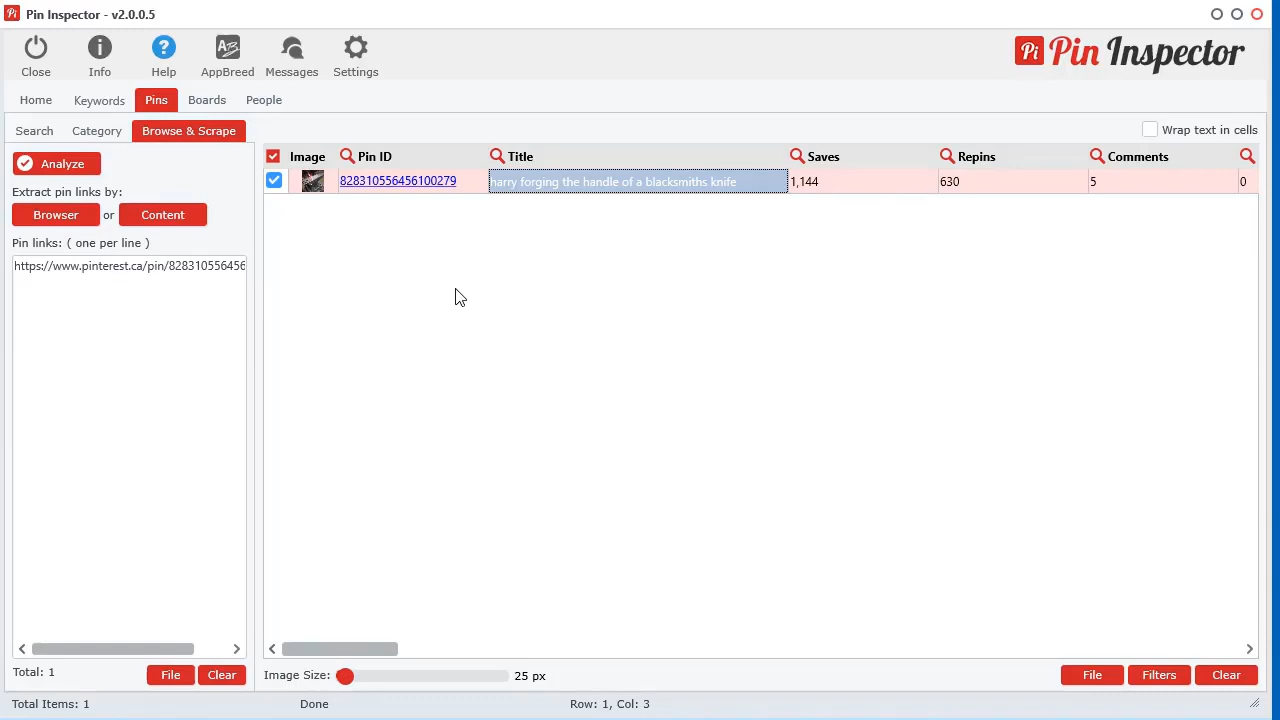 Pin Inspector - v2.0.0.5
Close
Info
Help
AppBreed
Messages
Settings
Pi Pin Inspector
Home
Keywords
Pins
Boards
People
Search
Category
Browse & Scrape
Wrap text in cells
Analyze
Extract pin links by:
Browser or Content
Pin links: ( one per line )
https://www.pinterest.ca/pin/828310556456
Total: 1
File
Clear
Image
Pin ID
Title
Saves
Repins
Comments
828310556456100279
harry forging the handle of a blacksmiths knife
1,144
630
5
0
Image Size:
25 px
File
Filters
Clear
Total Items: 1
Done
Row: 1, Col: 3